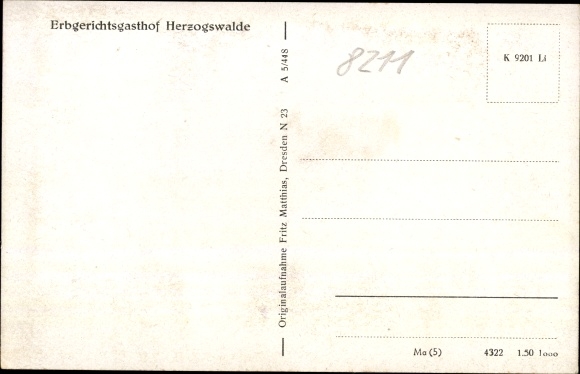 Erbgerichtsgasthof Herzogswalde
Originalaufnahme Fritz Matthias, Dresden N 23 A 5/448
8211
K 9201 Li
Ma (5) 4322 1.50 1000